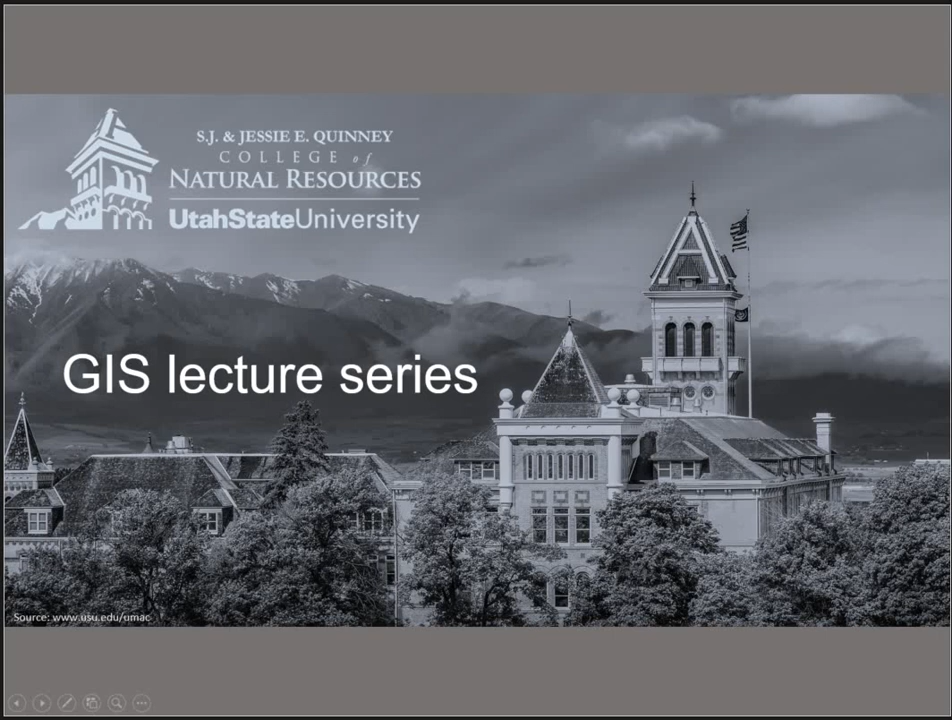 S.J. & JESSIE E. QUINNEY
COLLEGE of
NATURAL RESOURCES
UtahStateUniversity
GIS lecture series
Source: www.usu.edu/umac